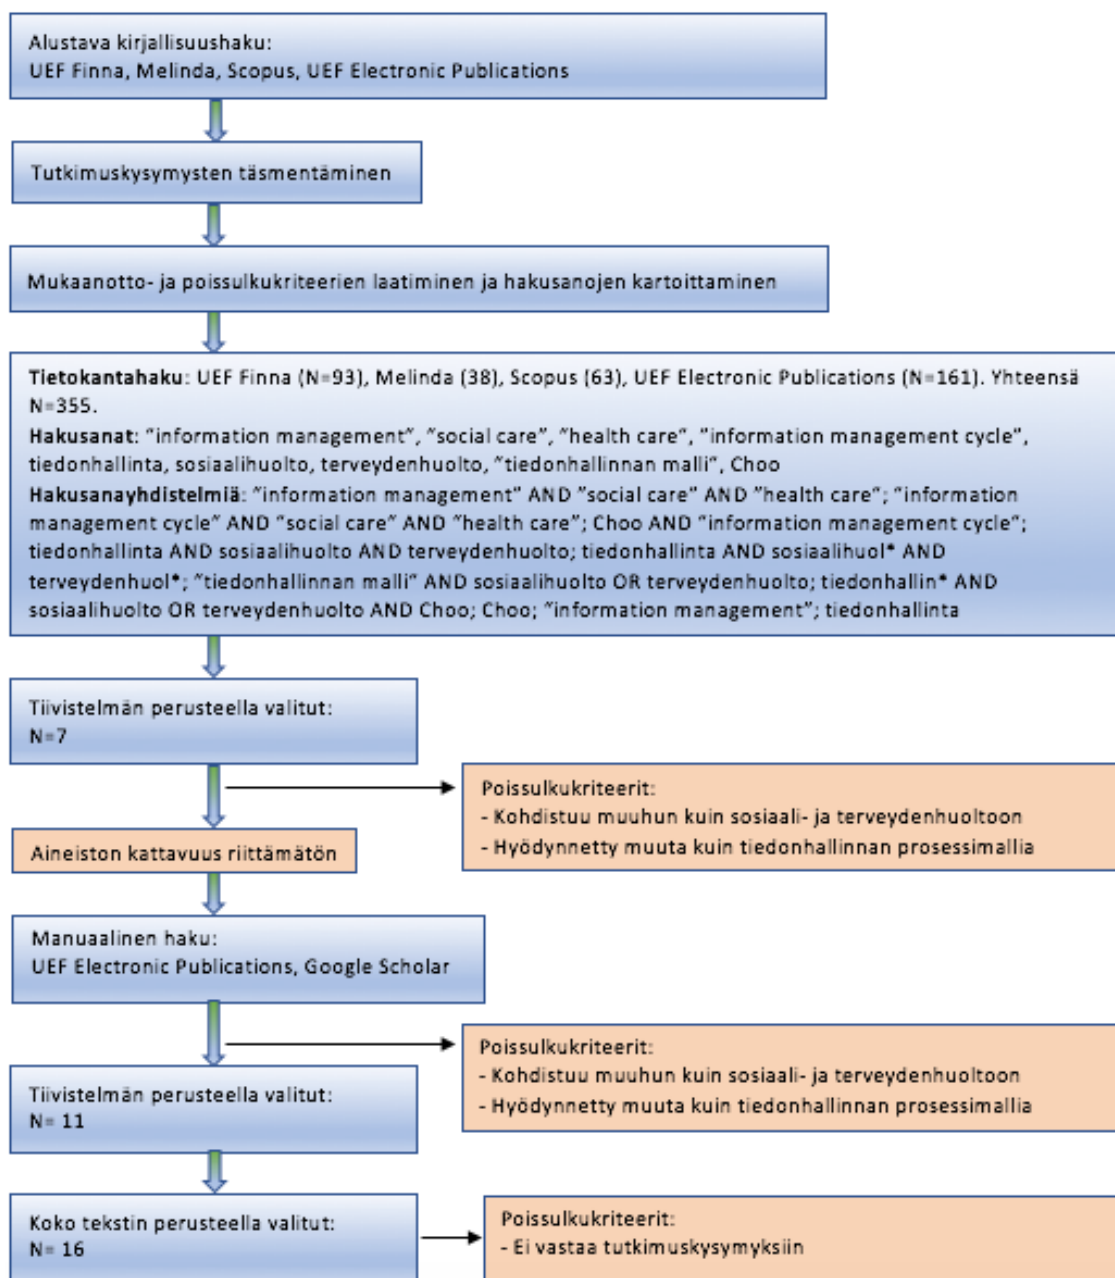 Alustava kirjallisuushaku:
UEF Finna, Melinda, Scopus, UEF Electronic Publications
Tutkimuskysymysten täsmentäminen
Mukaanotto- ja poissulkukriteerien laatiminen ja hakusanojen kartoittaminen
Tietokantahaku: UEF Finna (N=93), Melinda (38), Scopus (63), UEF Electronic Publications (N=161). Yhteensä
N=355.
Hakusanat: "information management", "social care", "health care", "information management cycle",
tiedonhallinta, sosiaalihuolto, terveydenhuolto, "tiedonhallinnan malli", Choo
Hakusanayhdistelmiä: "information management" AND "social care" AND "health care"; "information
management cycle" AND "social care" AND "health care"; Choo AND "information management cycle";
tiedonhallinta AND sosiaalihuolto AND terveydenhuolto; tiedonhallinta AND sosiaalihuol* AND
terveydenhuol*; "tiedonhallinnan malli" AND sosiaalihuolto OR terveydenhuolto; tiedonhallin* AND
sosiaalihuolto OR terveydenhuolto AND Choo; Choo; "information management"; tiedonhallinta
Tiivistelmän perusteella valitut:
N=7
Poissulkukriteerit:
- Kohdistuu muuhun kuin sosiaali- ja terveydenhuoltoon
- Hyödynnetty muuta kuin tiedonhallinnan prosessimallia
Aineiston kattavuus riittämätön
Manuaalinen haku:
UEF Electronic Publications, Google Scholar
Poissulkukriteerit:
- Kohdistuu muuhun kuin sosiaali- ja terveydenhuoltoon
- Hyödynnetty muuta kuin tiedonhallinnan prosessimallia
Tiivistelmän perusteella valitut:
N= 11
Koko tekstin perusteella valitut:
N= 16
Poissulkukriteerit:
- Ei vastaa tutkimuskysymyksiin